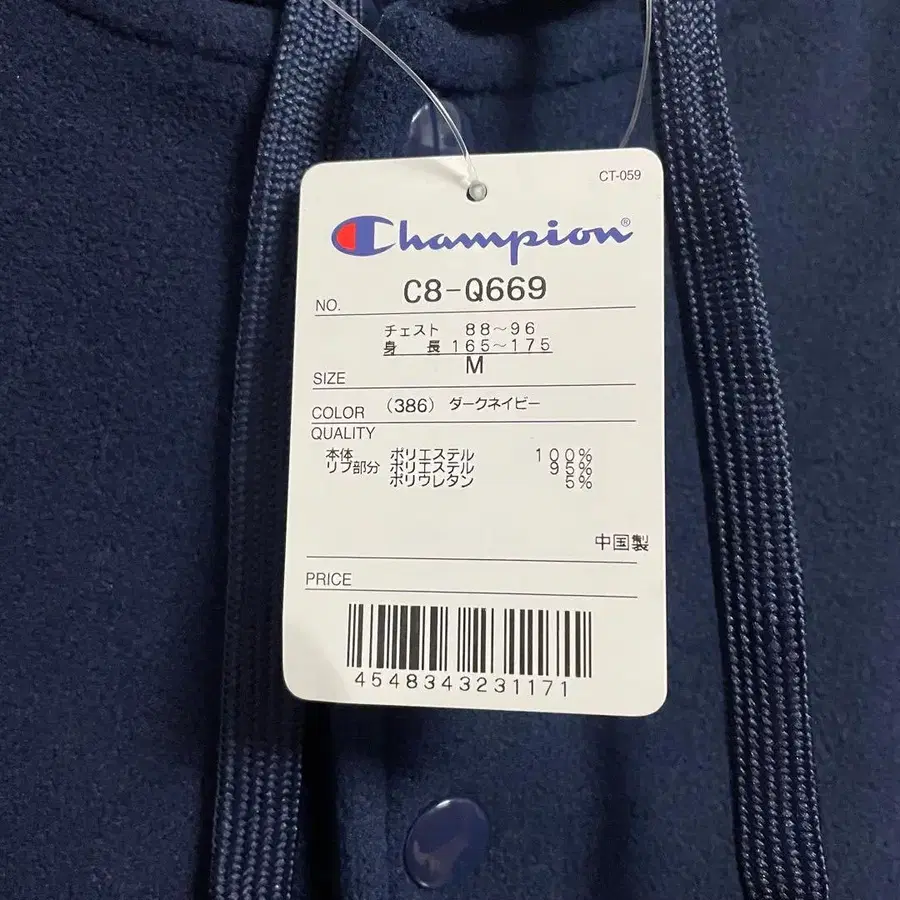 CT-059
Champion®
NO. C8-Q669
チェスト 88～96
身長 165～175
SIZE M
COLOR (386) ダークネイビー
QUALITY
本体 ポリエステル 100%
リブ部分 ポリエステル 95%
ポリウレタン 5%
中国製
PRICE
4548343231171